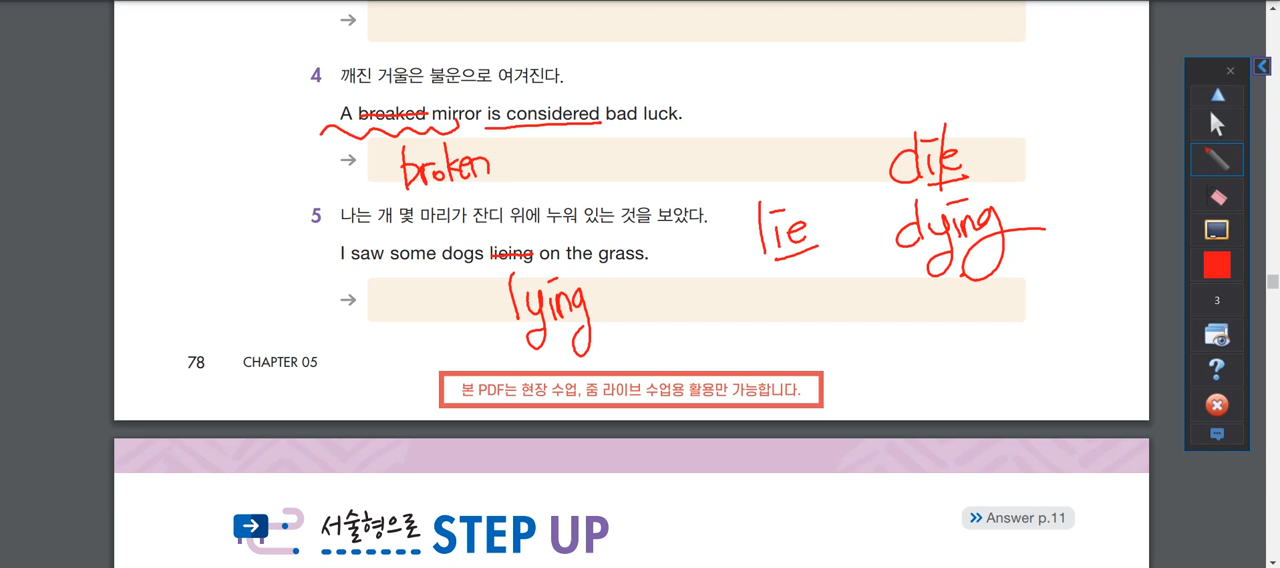 →
4 깨진 거울은 불운으로 여겨진다.
A breaked mirror is considered bad luck.
→ broken
die
5 나는 개 몇 마리가 잔디 위에 누워 있는 것을 보았다.
lie dying
I saw some dogs lieing on the grass.
→ lying
78 CHAPTER 05
본 PDF는 현장 수업, 줌 라이브 수업용 활용만 가능합니다.
서술형으로 STEP UP
Answer p.11
3